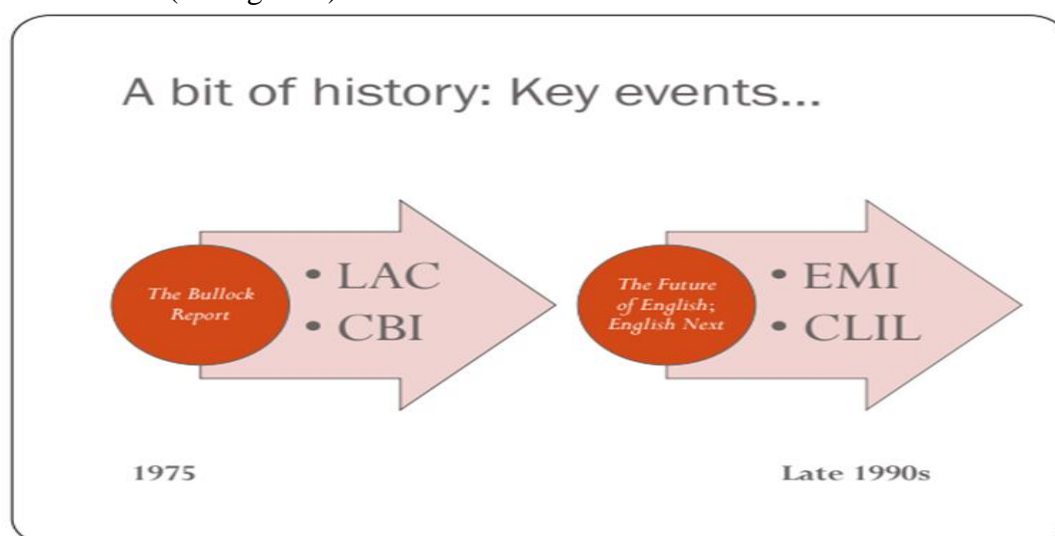 A bit of history: Key events...
The Bullock
Report
• LAC
• CBI
The Future
of English;
English Next
• EMI
• CLIL
1975
Late 1990s